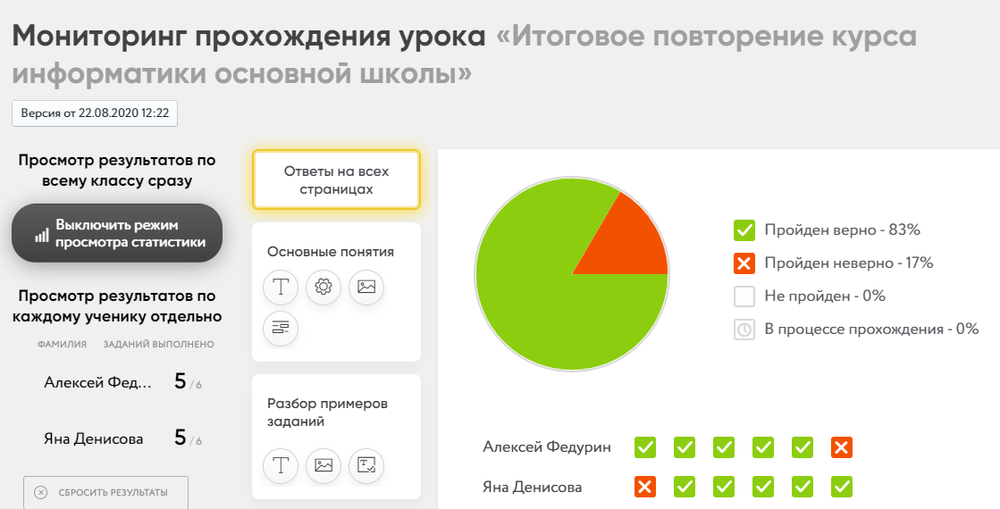 Мониторинг прохождения урока «Итоговое повторение курса
информатики основной школы»
Версия от 22.08.2020 12:22
Просмотр результатов по
всему классу сразу
Выключить режим
просмотра статистики
Просмотр результатов по
каждому ученику отдельно
ФАМИЛИЯ ЗАДАНИЙ ВЫПОЛНЕНО
Алексей Фед... 5 / 6
Яна Денисова 5 / 6
СБРОСИТЬ РЕЗУЛЬТАТЫ
Ответы на всех
страницах
Основные понятия
Разбор примеров
заданий
Пройден верно - 83%
Пройден неверно - 17%
Не пройден - 0%
В процессе прохождения - 0%
Алексей Федурин
Яна Денисова